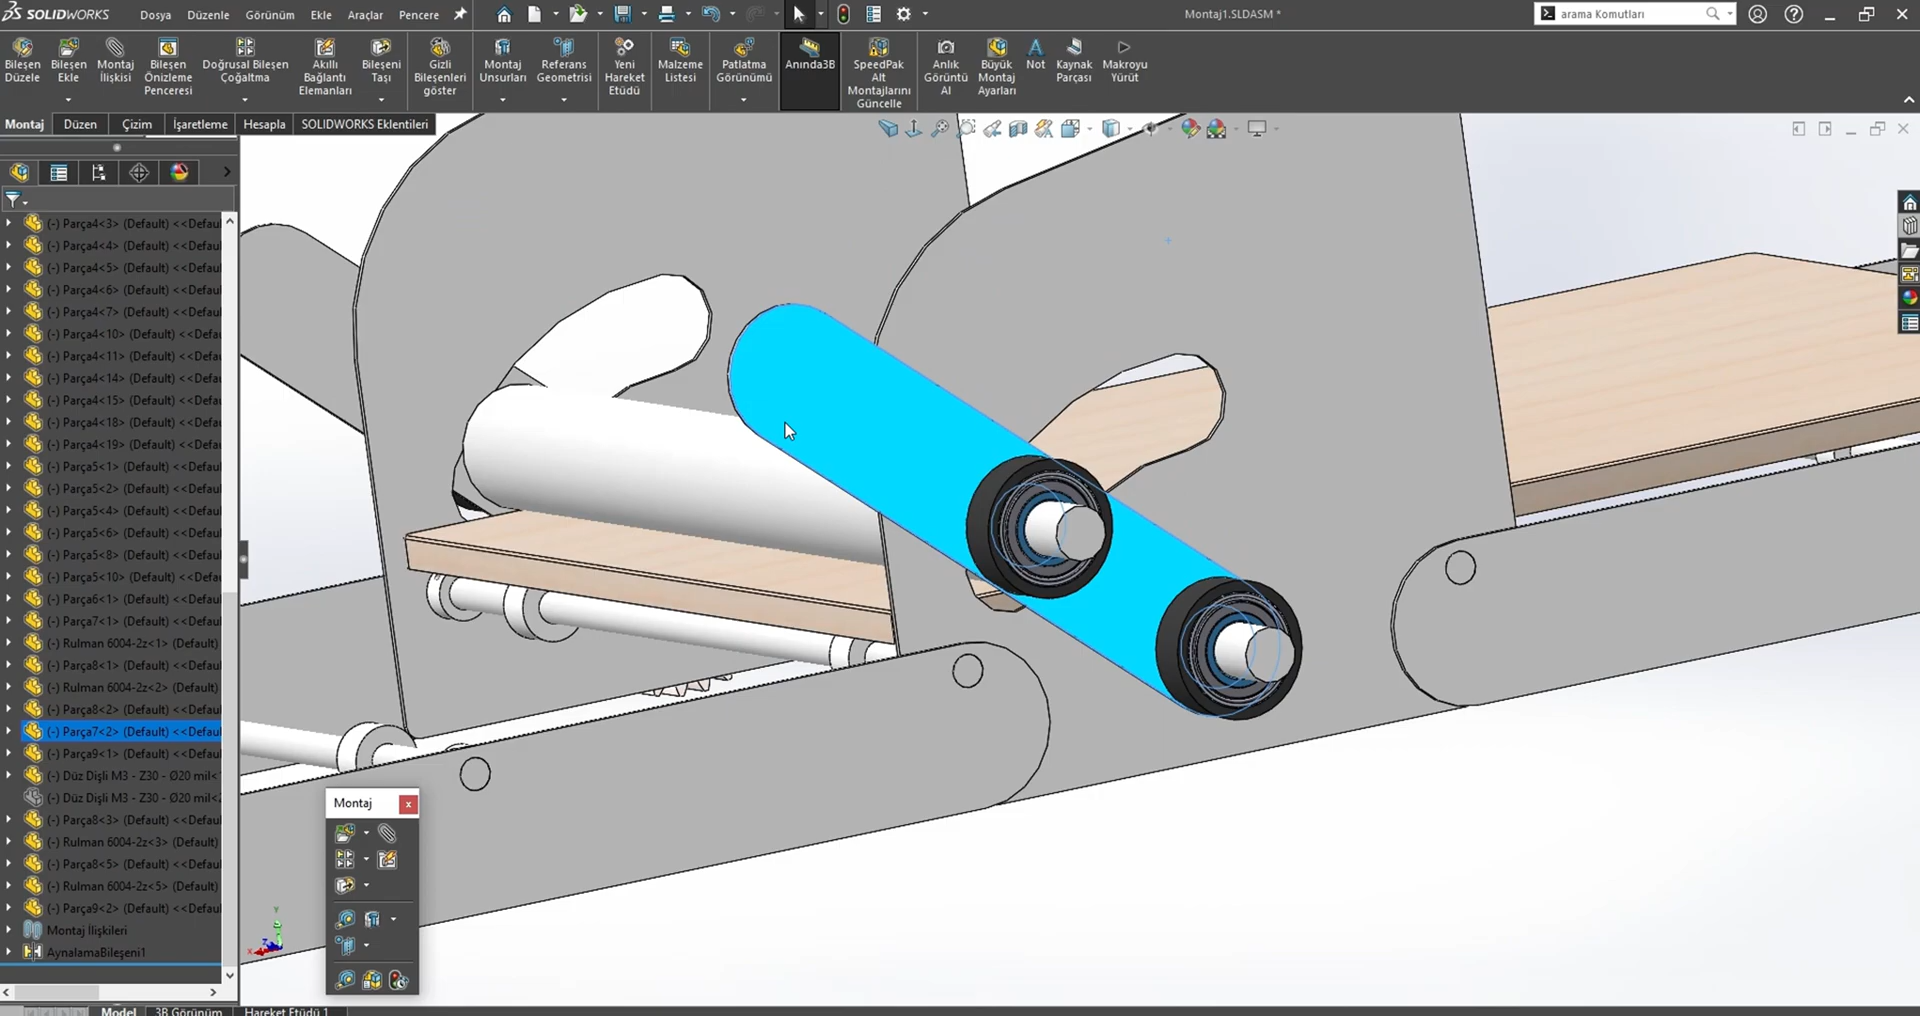 SOLIDWORKS
Dosya Düzenle Görünüm Ekle Araçlar Pencere
Montaj1.SLDASM *
arama Komutları
Bileşen Düzele
Bileşen Ekle
Montaj İlişkisi
Bileşen Önizleme Penceresi
Doğrusal Bileşen Çoğaltma
Akıllı Bağlantı Elemanları
Bileşeni Taşı
Gizli Bileşenleri göster
Montaj Unsurları
Referans Geometrisi
Yeni Hareket Etüdü
Malzeme Listesi
Patlatma Görünümü
Anında3B
SpeedPak Alt Montajlarını Güncelle
Anlık Görüntü Al
Büyük Montaj Ayarları
Not
Kaynak Parçası
Makroyu Yürüt
Montaj Düzen Çizim İşaretleme Hesapla SOLIDWORKS Eklentileri
(-) Parça4<3> (Default) <<Defau
(-) Parça4<4> (Default) <<Defau
(-) Parça4<5> (Default) <<Defau
(-) Parça4<6> (Default) <<Defau
(-) Parça4<7> (Default) <<Defau
(-) Parça4<10> (Default) <<Defa
(-) Parça4<11> (Default) <<Defa
(-) Parça4<14> (Default) <<Defa
(-) Parça4<15> (Default) <<Defa
(-) Parça4<18> (Default) <<Defa
(-) Parça4<19> (Default) <<Defa
(-) Parça5<1> (Default) <<Defau
(-) Parça5<2> (Default) <<Defau
(-) Parça5<4> (Default) <<Defau
(-) Parça5<6> (Default) <<Defau
(-) Parça5<8> (Default) <<Defau
(-) Parça5<10> (Default) <<Defa
(-) Parça6<1> (Default) <<Defau
(-) Parça7<1> (Default) <<Defau
(-) Rulman 6004-2z<1> (Default)
(-) Parça8<1> (Default) <<Defau
(-) Rulman 6004-2z<2> (Default)
(-) Parça8<2> (Default) <<Defau
(-) Parça7<2> (Default) <<Defau
(-) Parça9<1> (Default) <<Defau
(-) Düz Dişli M3 - Z30 - Ø20 mil<
(-) Düz Dişli M3 - Z30 - Ø20 mil<2
(-) Parça8<3> (Default) <<Defau
(-) Rulman 6004-2z<3> (Default)
(-) Parça8<5> (Default) <<Defau
(-) Rulman 6004-2z<5> (Default)
(-) Parça9<2> (Default) <<Defau
Montaj İlişkileri
AynalamaBileşeni1
Montaj
Y
X
Z
Model 3B Görünüm Hareket Etüdü 1